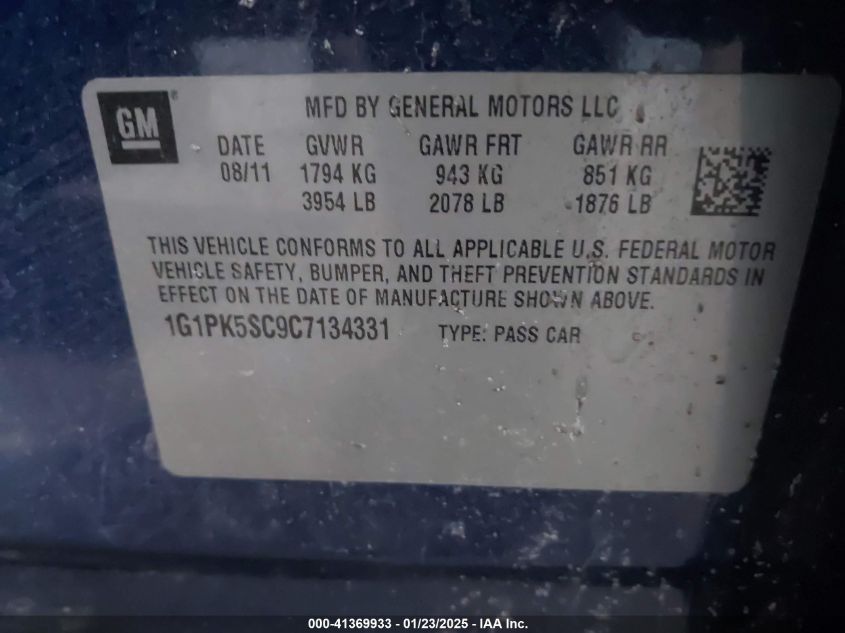 GM®
MFD BY GENERAL MOTORS LLC
DATE GVWR GAWR FRT GAWR RR
08/11 1794 KG 943 KG 851 KG
3954 LB 2078 LB 1876 LB
THIS VEHICLE CONFORMS TO ALL APPLICABLE U.S. FEDERAL MOTOR
VEHICLE SAFETY, BUMPER, AND THEFT PREVENTION STANDARDS IN
EFFECT ON THE DATE OF MANUFACTURE SHOWN ABOVE.
1G1PK5SC9C7134331 TYPE: PASS CAR
000-41369933 / 01/23/2025 - IAA Inc.